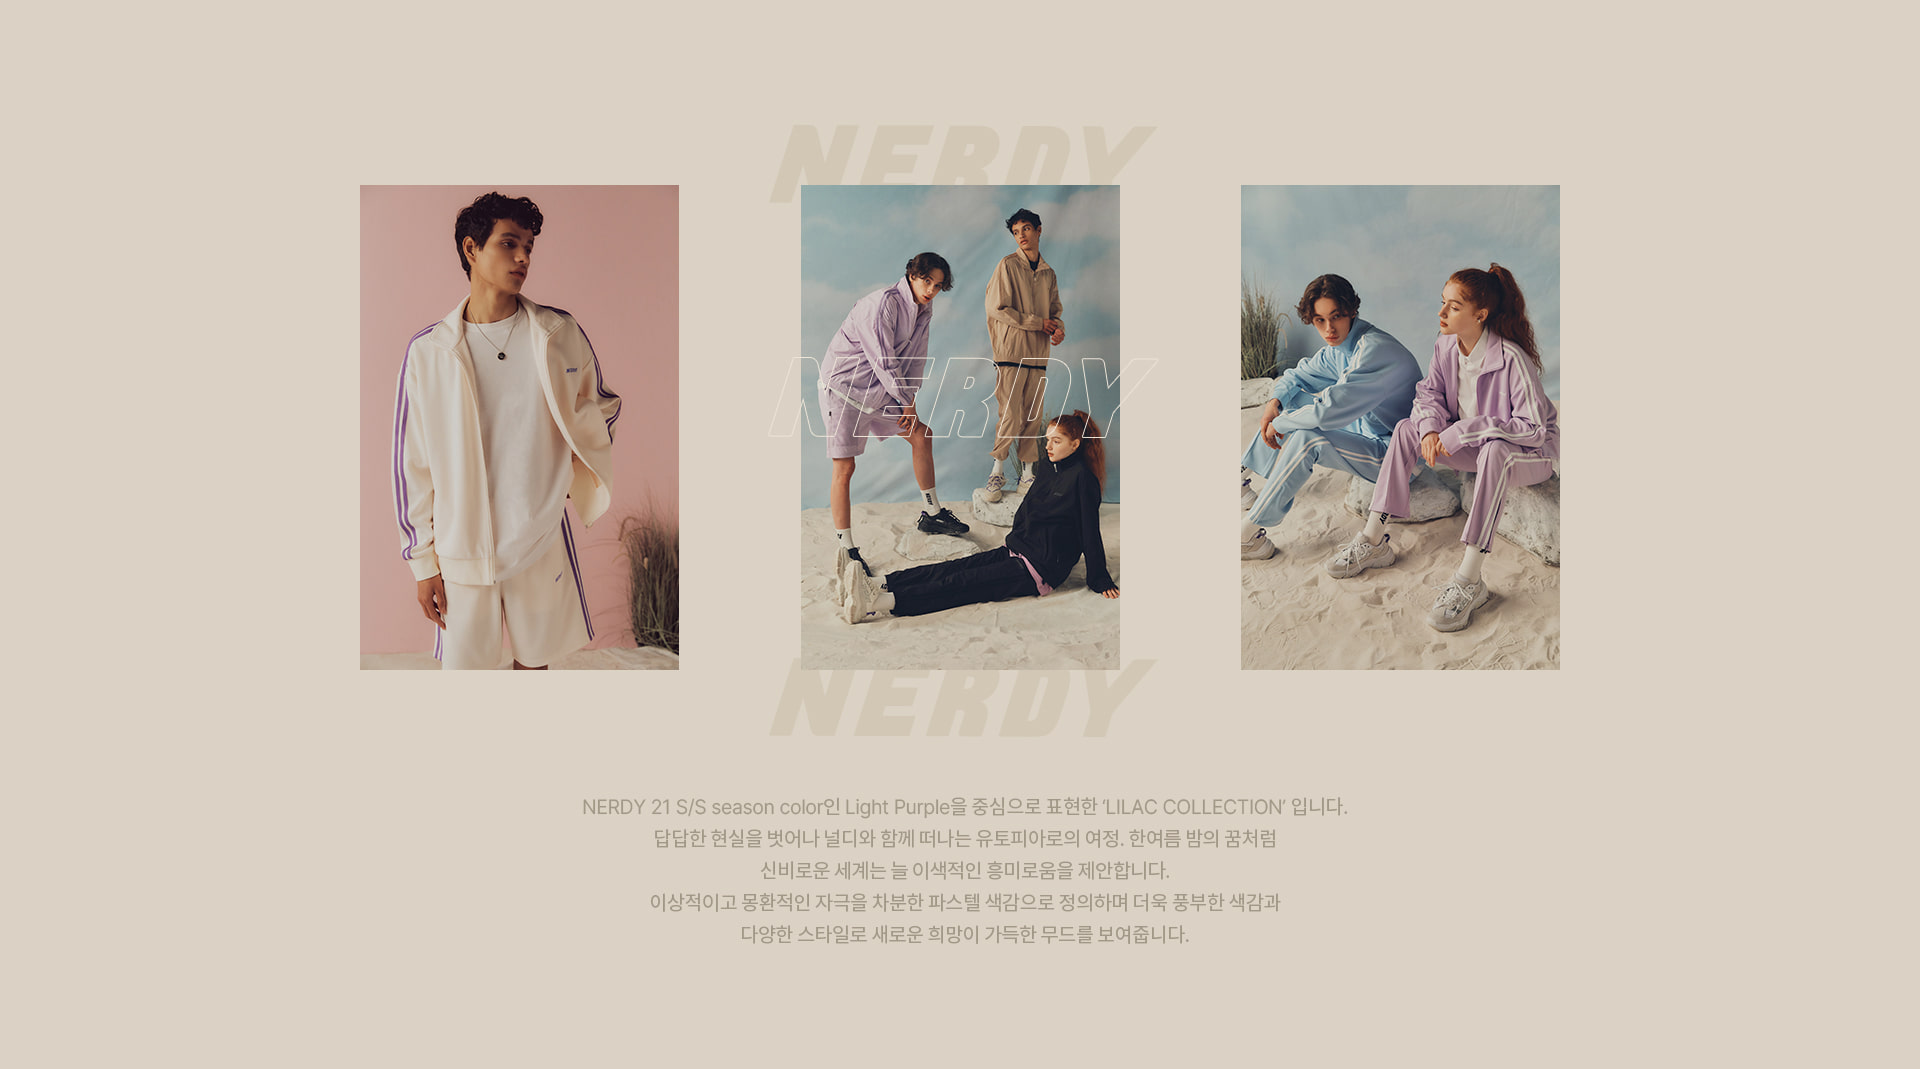 NERDY
NERDY
NERDY
NERDY 21 S/S season color인 Light Purple을 중심으로 표현한 ‘LILAC COLLECTION’ 입니다.
답답한 현실을 벗어나 널디와 함께 떠나는 유토피아로의 여정. 한여름 밤의 꿈처럼
신비로운 세계는 늘 이색적인 흥미로움을 제안합니다.
이상적이고 몽환적인 자극을 차분한 파스텔 색감으로 정의하며 더욱 풍부한 색감과
다양한 스타일로 새로운 희망이 가득한 무드를 보여줍니다.